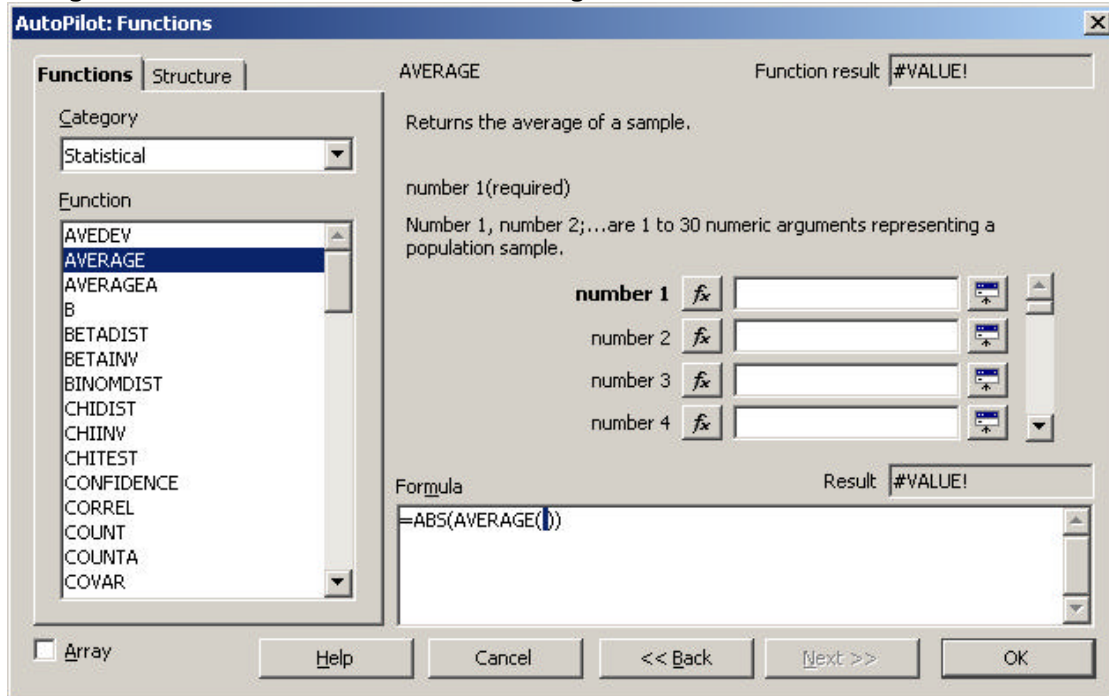 AutoPilot: Functions
Functions
Structure
Category
Statistical
Function
AVEDEV
AVERAGE
AVERAGEA
B
BETADIST
BETAINV
BINOMDIST
CHIDIST
CHIINV
CHITEST
CONFIDENCE
CORREL
COUNT
COUNTA
COVAR
AVERAGE
Function result #VALUE!
Returns the average of a sample.
number 1(required)
Number 1, number 2;...are 1 to 30 numeric arguments representing a
population sample.
number 1
number 2
number 3
number 4
Formula
Result #VALUE!
=ABS(AVERAGE( ))
Array
Help
Cancel
<< Back
Next >>
OK